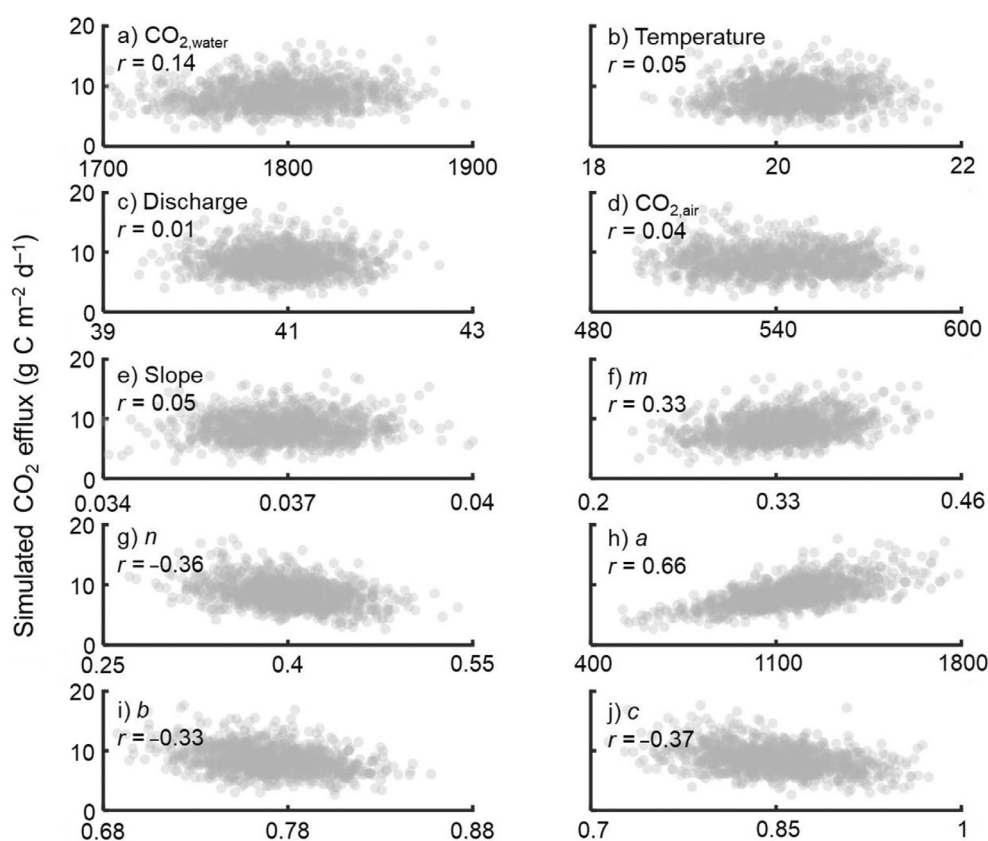 Simulated CO2 efflux (g C m−2 d−1)
a) CO2,water
r = 0.14
20
10
0
1700 1800 1900
b) Temperature
r = 0.05
18 20 22
c) Discharge
r = 0.01
20
10
0
39 41 43
d) CO2,air
r = 0.04
480 540 600
e) Slope
r = 0.05
20
10
0
0.034 0.037 0.04
f) m
r = 0.33
0.2 0.33 0.46
g) n
r = −0.36
20
10
0
0.25 0.4 0.55
h) a
r = 0.66
400 1100 1800
i) b
r = −0.33
20
10
0
0.68 0.78 0.88
j) c
r = −0.37
0.7 0.85 1